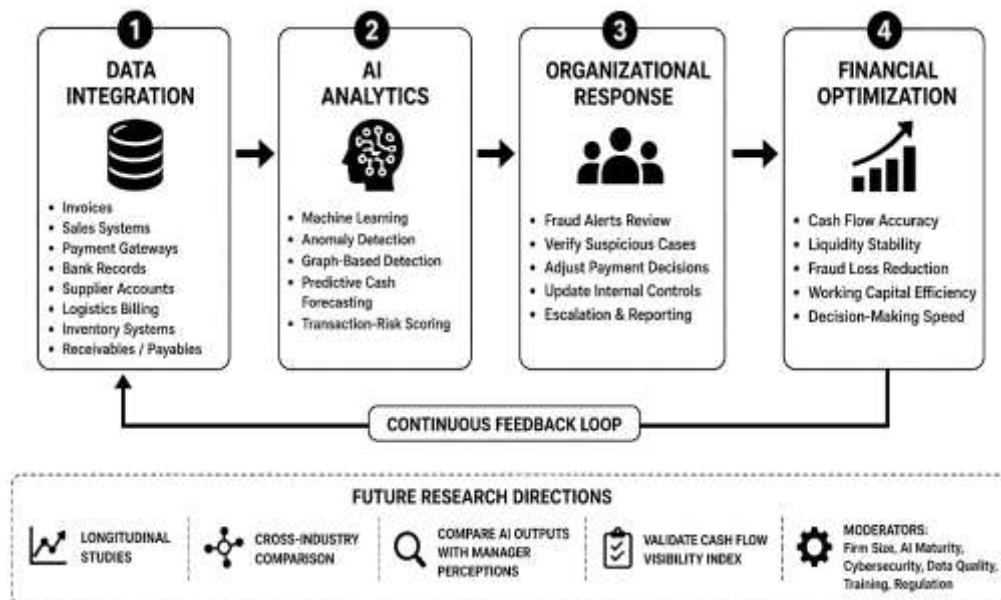 1
DATA
INTEGRATION
• Invoices
• Sales Systems
• Payment Gateways
• Bank Records
• Supplier Accounts
• Logistics Billing
• Inventory Systems
• Receivables / Payables
2
AI
ANALYTICS
• Machine Learning
• Anomaly Detection
• Graph-Based Detection
• Predictive Cash
Forecasting
• Transaction-Risk Scoring
3
ORGANIZATIONAL
RESPONSE
• Fraud Alerts Review
• Verify Suspicious Cases
• Adjust Payment Decisions
• Update Internal Controls
• Escalation & Reporting
4
FINANCIAL
OPTIMIZATION
• Cash Flow Accuracy
• Liquidity Stability
• Fraud Loss Reduction
• Working Capital Efficiency
• Decision-Making Speed
CONTINUOUS FEEDBACK LOOP
FUTURE RESEARCH DIRECTIONS
LONGITUDINAL
STUDIES
CROSS-INDUSTRY
COMPARISON
COMPARE AI OUTPUTS
WITH MANAGER
PERCEPTIONS
VALIDATE CASH FLOW
VISIBILITY INDEX
MODERATORS:
Firm Size, AI Maturity,
Cybersecurity, Data Quality,
Training, Regulation